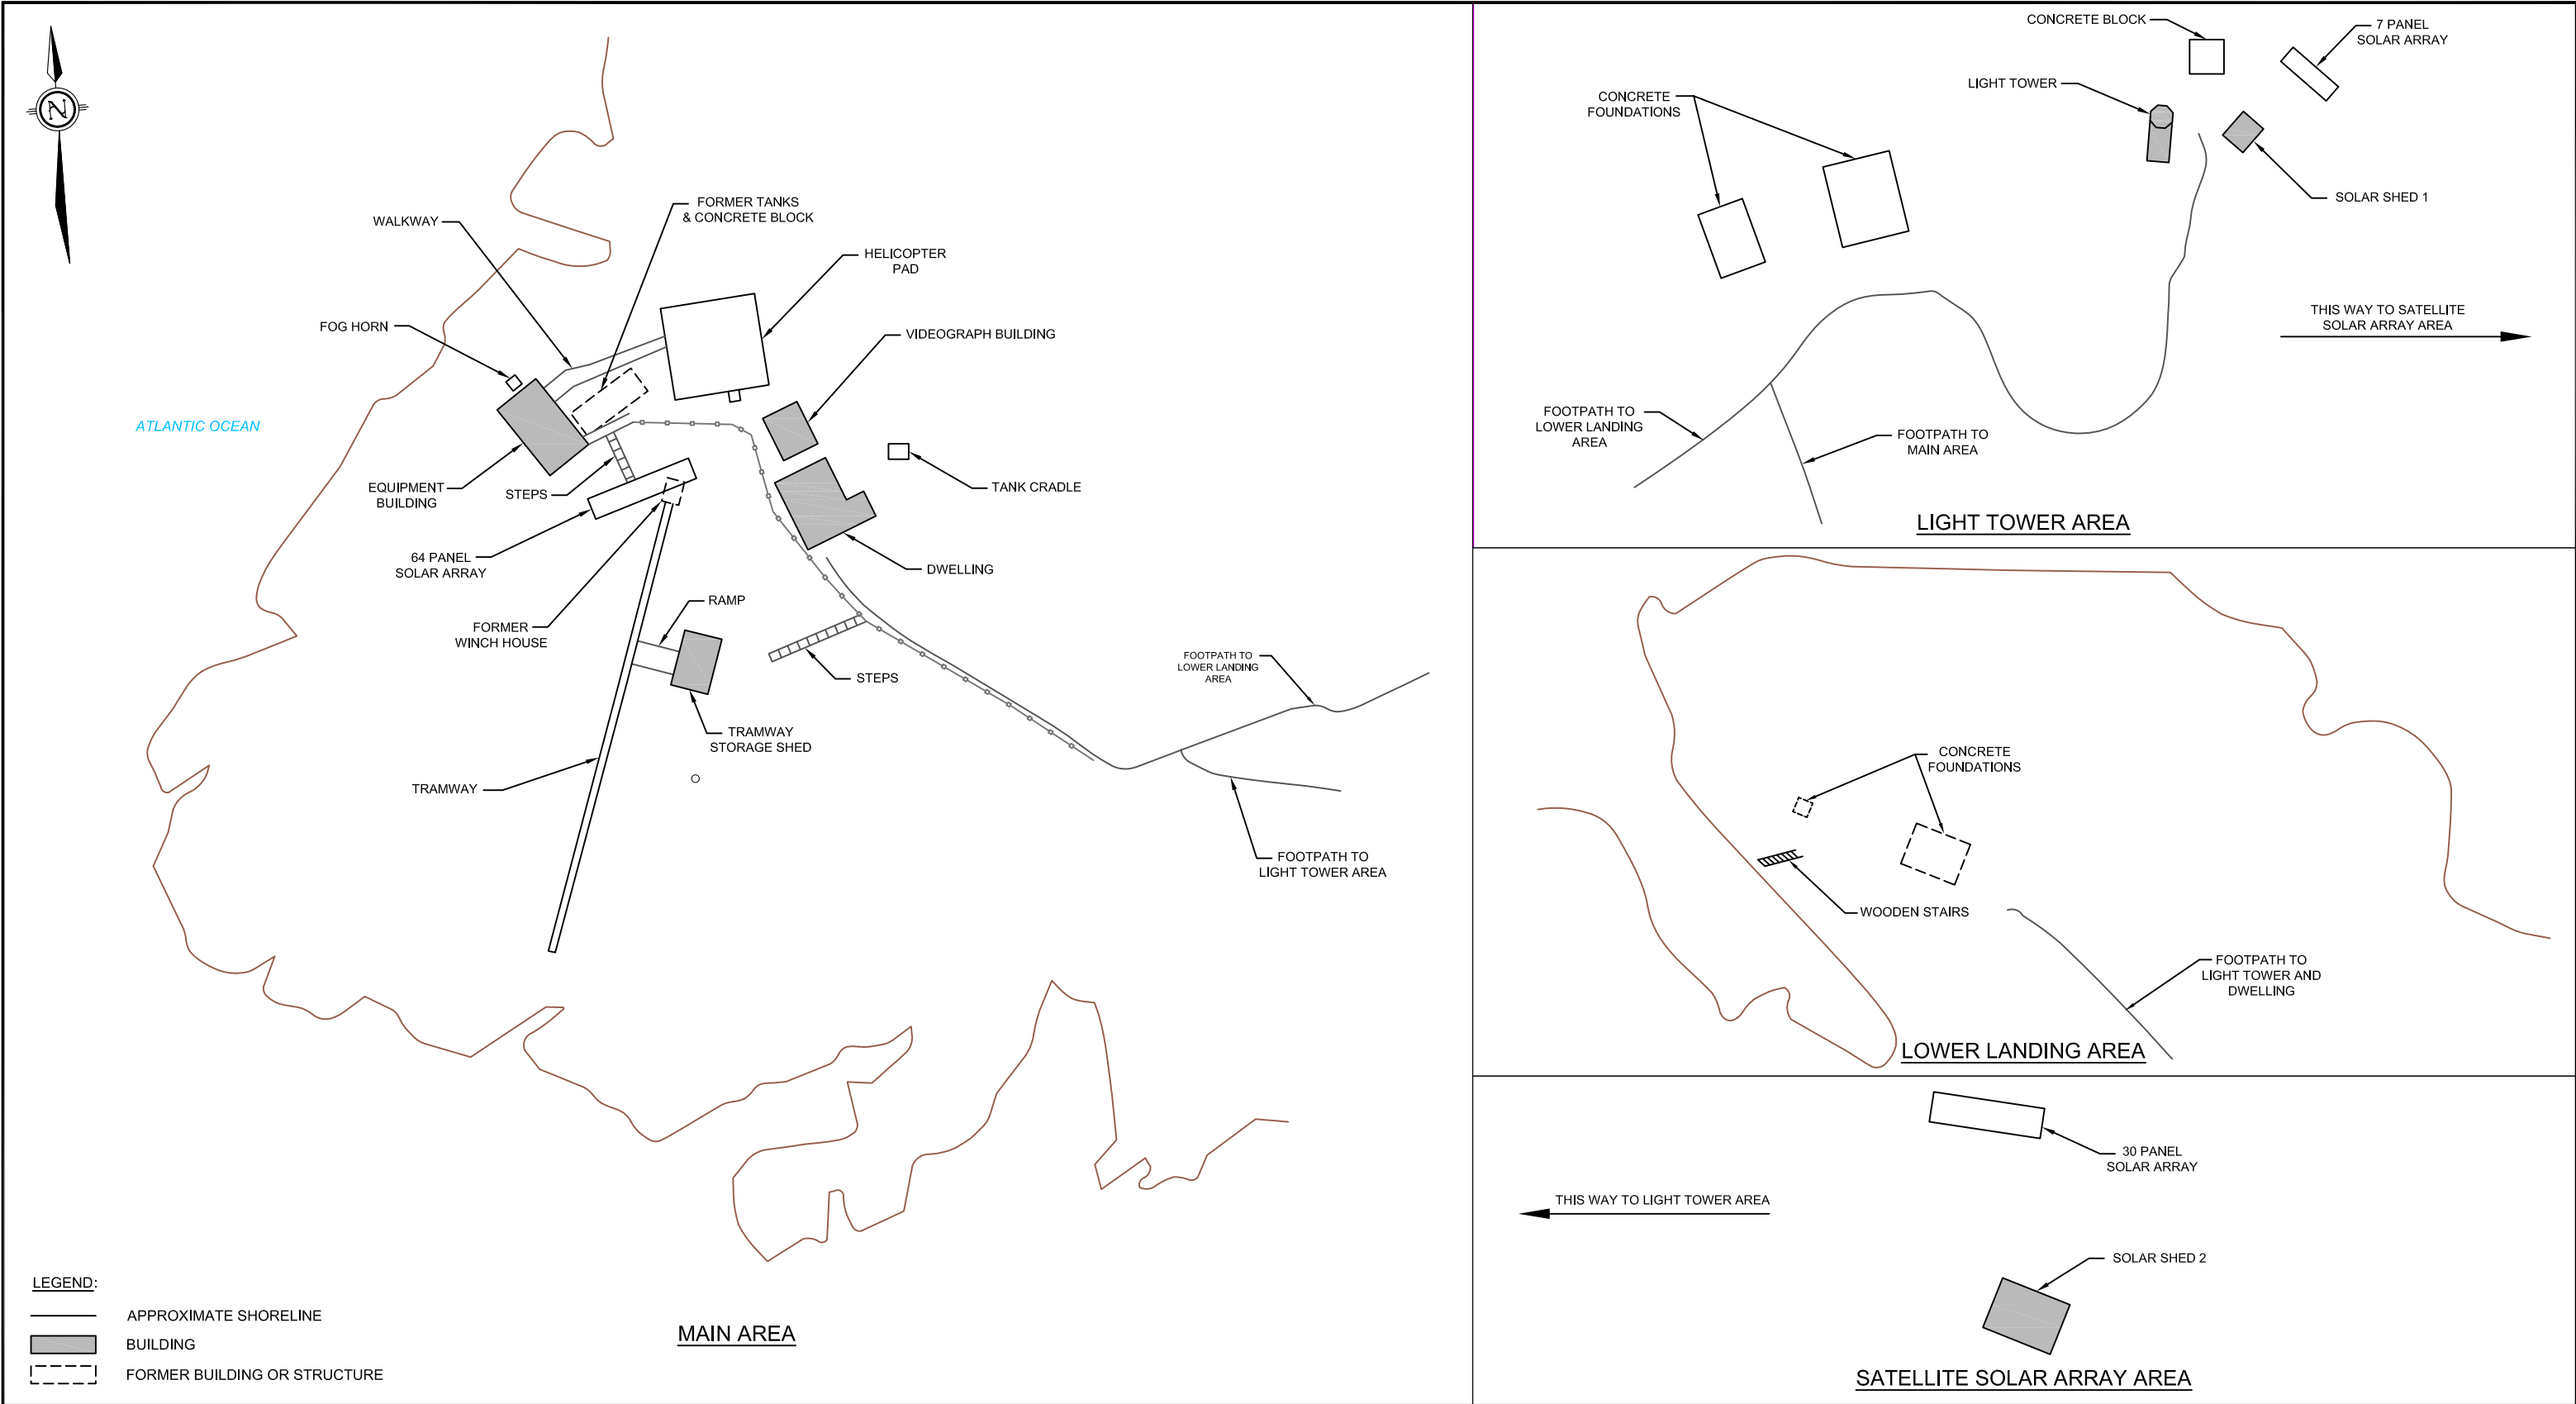 N
WALKWAY
FORMER TANKS
& CONCRETE BLOCK
HELICOPTER
PAD
FOG HORN
VIDEOGRAPH BUILDING
ATLANTIC OCEAN
EQUIPMENT
BUILDING
STEPS
TANK CRADLE
64 PANEL
SOLAR ARRAY
DWELLING
FORMER
WINCH HOUSE
RAMP
STEPS
FOOTPATH TO
LOWER LANDING
AREA
TRAMWAY
STORAGE SHED
TRAMWAY
FOOTPATH TO
LIGHT TOWER AREA
LEGEND:
APPROXIMATE SHORELINE
BUILDING
FORMER BUILDING OR STRUCTURE
MAIN AREA
CONCRETE BLOCK
7 PANEL
SOLAR ARRAY
LIGHT TOWER
CONCRETE
FOUNDATIONS
SOLAR SHED 1
THIS WAY TO SATELLITE
SOLAR ARRAY AREA
FOOTPATH TO
LOWER LANDING
AREA
FOOTPATH TO
MAIN AREA
LIGHT TOWER AREA
CONCRETE
FOUNDATIONS
WOODEN STAIRS
FOOTPATH TO
LIGHT TOWER AND
DWELLING
LOWER LANDING AREA
30 PANEL
SOLAR ARRAY
THIS WAY TO LIGHT TOWER AREA
SOLAR SHED 2
SATELLITE SOLAR ARRAY AREA